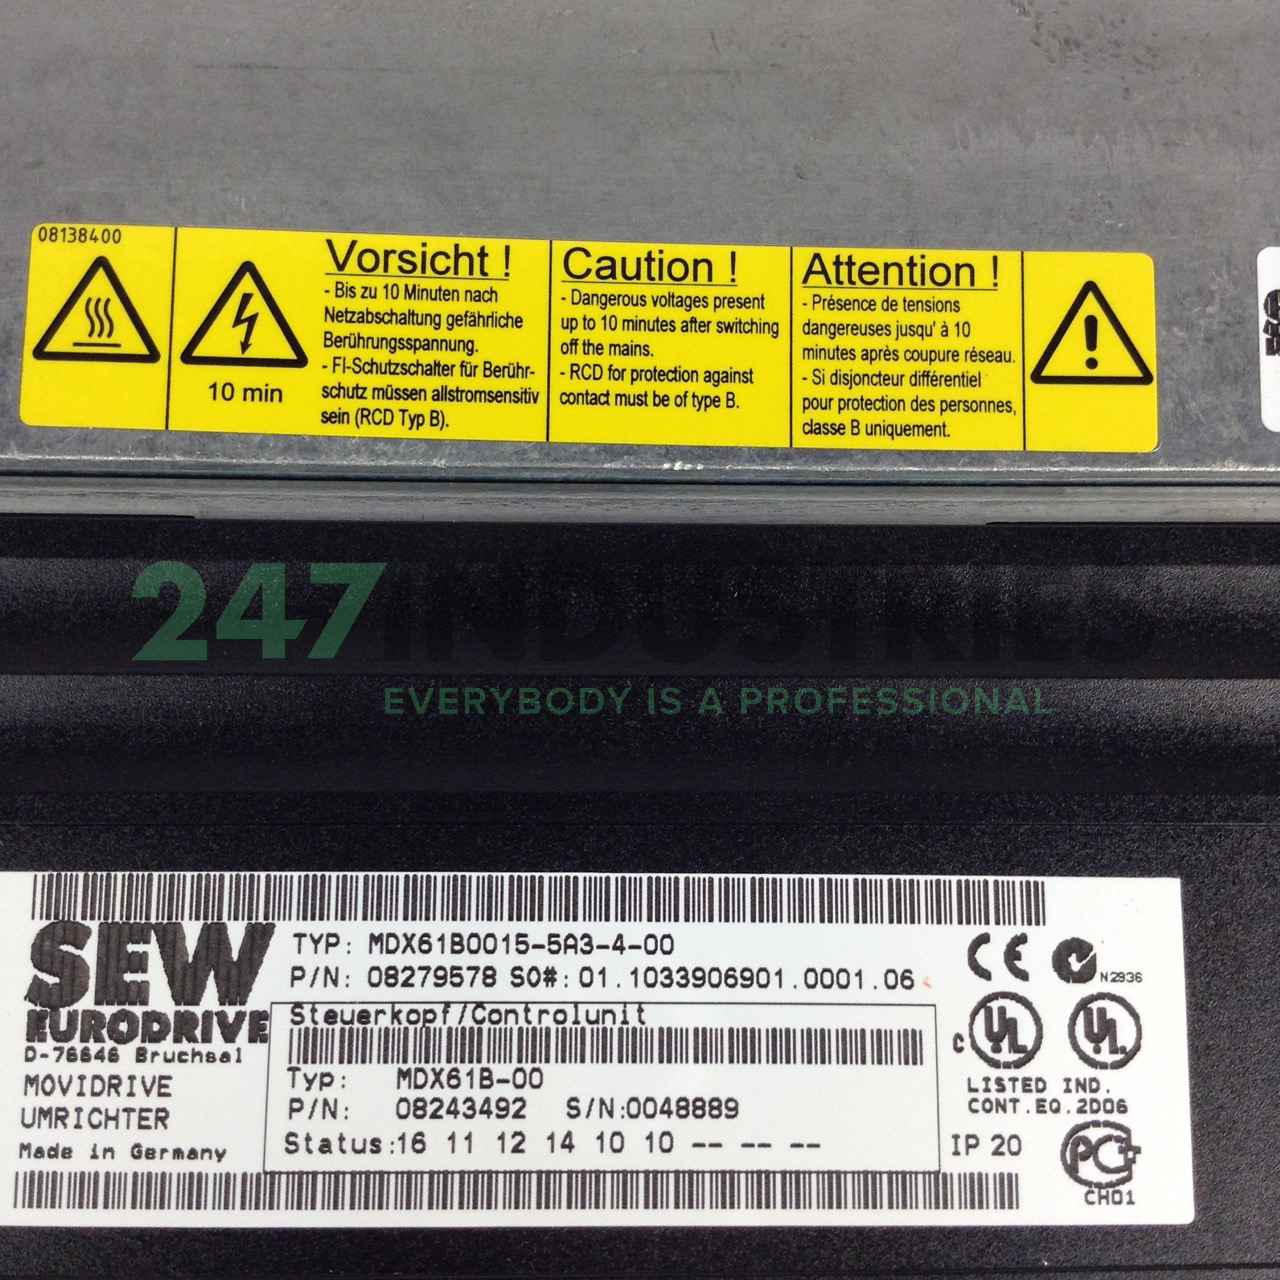 08138400
10 min
Vorsicht !
- Bis zu 10 Minuten nach
Netzabschaltung gefährliche
Berührungsspannung.
- FI-Schutzschalter für Berühr-
schutz müssen allstromsensitiv
sein (RCD Typ B).
Caution !
- Dangerous voltages present
up to 10 minutes after switching
off the mains.
- RCD for protection against
contact must be of type B.
Attention !
- Présence de tensions
dangereuses jusqu' à 10
minutes après coupure réseau.
- Si disjoncteur différentiel
pour protection des personnes,
classe B uniquement.
247INDUSTRIES
EVERYBODY IS A PROFESSIONAL
SEW
EURODRIVE
D-76646 Bruchsal
MOVIDRIVE
UMRICHTER
Made in Germany
TYP: MDX61B0015-5A3-4-00
P/N: 08279578 SO#: 01.1033906901.0001.06
Steuerkopf/Controlunit
Typ: MDX61B-00
P/N: 08243492 S/N:0048889
Status:16 11 12 14 10 10 -- -- --
CE
N2936
c UL UL
LISTED IND.
CONT.EQ.2D06
IP 20
CH01